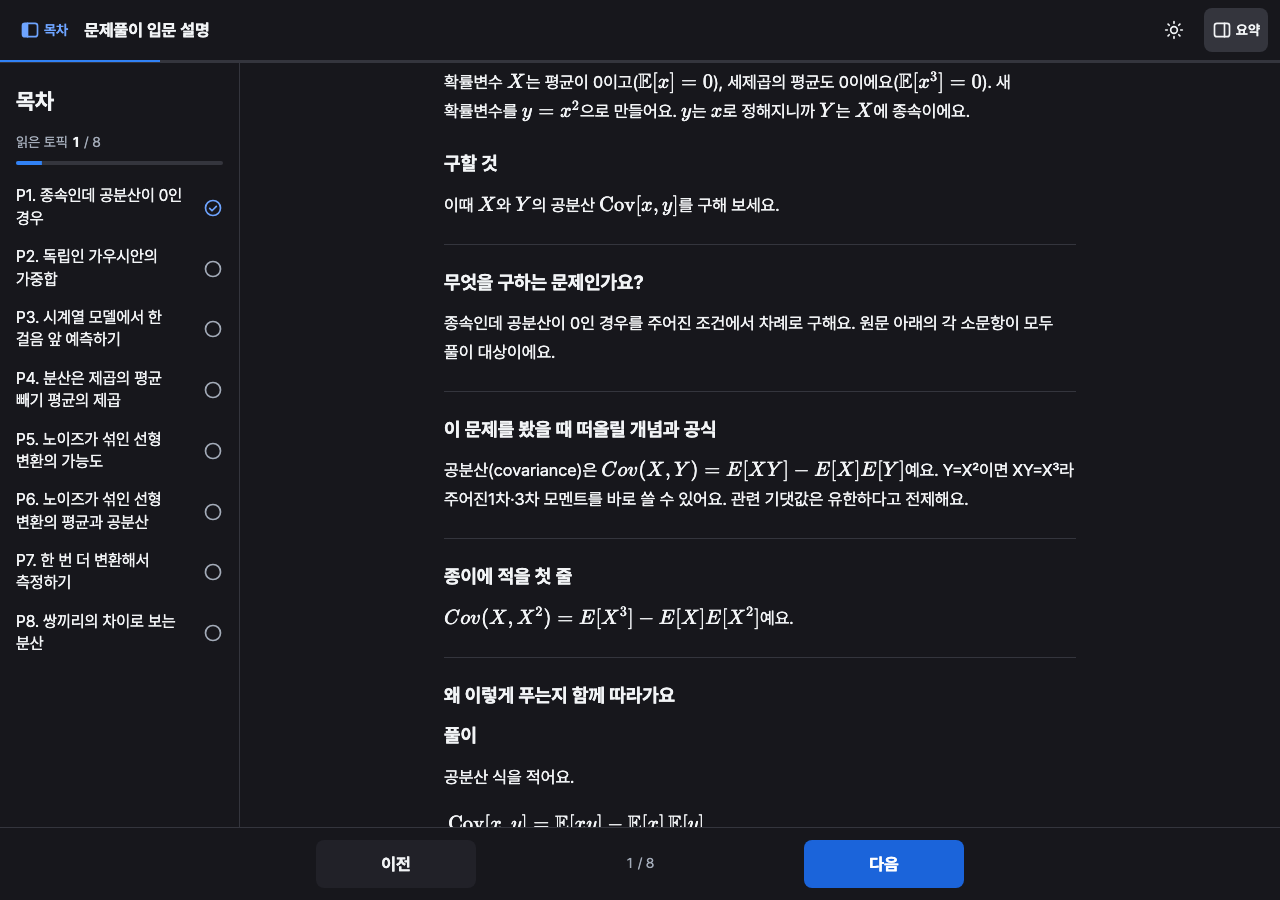 목차 문제풀이 입문 설명 요약
목차
읽은 토픽 1 / 8
P1. 종속인데 공분산이 0인
경우
P2. 독립인 가우시안의
가중합
P3. 시계열 모델에서 한
걸음 앞 예측하기
P4. 분산은 제곱의 평균
빼기 평균의 제곱
P5. 노이즈가 섞인 선형
변환의 가능도
P6. 노이즈가 섞인 선형
변환의 평균과 공분산
P7. 한 번 더 변환해서
측정하기
P8. 쌍끼리의 차이로 보는
분산
확률변수 X는 평균이 0이고(𝔼[x] = 0), 세제곱의 평균도 0이에요(𝔼[x³] = 0). 새
확률변수를 y = x²으로 만들어요. y는 x로 정해지니까 Y는 X에 종속이에요.
구할 것
이때 X와 Y의 공분산 Cov[x, y]를 구해 보세요.
무엇을 구하는 문제인가요?
종속인데 공분산이 0인 경우를 주어진 조건에서 차례로 구해요. 원문 아래의 각 소문항이 모두
풀이 대상이에요.
이 문제를 봤을 때 떠올릴 개념과 공식
공분산(covariance)은 Cov(X, Y) = E[XY] − E[X]E[Y]예요. Y=X²이면 XY=X³라
주어진1차·3차 모멘트를 바로 쓸 수 있어요. 관련 기댓값은 유한하다고 전제해요.
종이에 적을 첫 줄
Cov(X, X²) = E[X³] − E[X]E[X²]예요.
왜 이렇게 푸는지 함께 따라가요
풀이
공분산 식을 적어요.
Cov[x, y] = 𝔼[xy] − 𝔼[x] 𝔼[y]
이전 1 / 8 다음